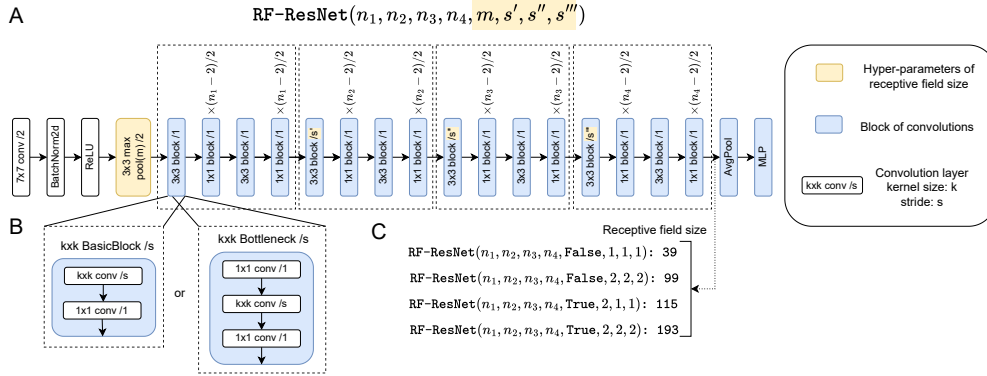 A
RF-ResNet(n₁, n₂, n₃, n₄, m, s′, s″, s‴)
7x7 conv /2
BatchNorm2d
ReLU
3x3 max
pool(m) /2
3x3 block /1
1x1 block /1
×(n₁ − 2)/2
3x3 block /1
1x1 block /1
×(n₁ − 2)/2
3x3 block /s'
1x1 block /1
×(n₂ − 2)/2
3x3 block /1
1x1 block /1
×(n₂ − 2)/2
3x3 block /s"
1x1 block /1
×(n₃ − 2)/2
3x3 block /1
1x1 block /1
×(n₃ − 2)/2
3x3 block /s'''
1x1 block /1
×(n₄ − 2)/2
3x3 block /1
1x1 block /1
×(n₄ − 2)/2
AvgPool
MLP
Hyper-parameters of
receptive field size
Block of convolutions
kxk conv /s
Convolution layer
kernel size: k
stride: s
B
kxk BasicBlock /s
kxk conv /s
1x1 conv /1
or
kxk Bottleneck /s
1x1 conv /1
kxk conv /s
1x1 conv /1
C
Receptive field size
RF-ResNet(n₁, n₂, n₃, n₄, False, 1, 1, 1): 39
RF-ResNet(n₁, n₂, n₃, n₄, False, 2, 2, 2): 99
RF-ResNet(n₁, n₂, n₃, n₄, True, 2, 1, 1): 115
RF-ResNet(n₁, n₂, n₃, n₄, True, 2, 2, 2): 193